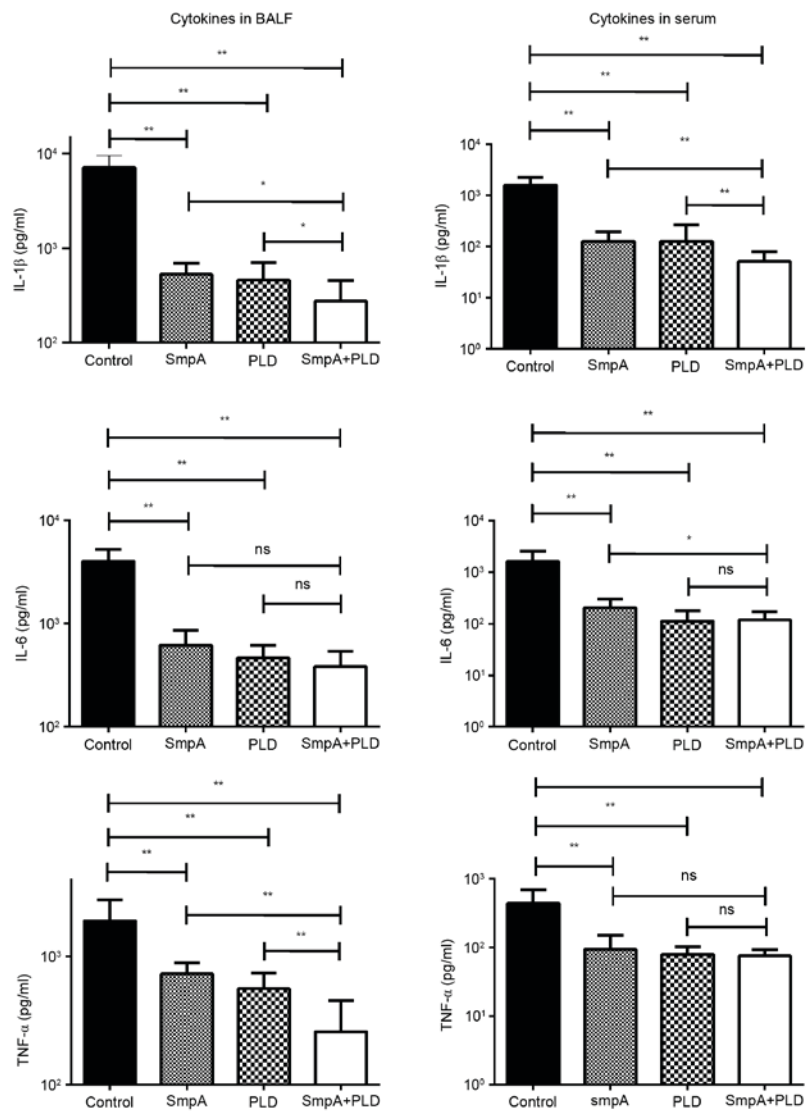 Cytokines in BALF
**
**
**
*
*
IL-1β (pg/ml)
10⁴
10³
10²
Control SmpA PLD SmpA+PLD
Cytokines in serum
**
**
**
**
**
IL-1β (pg/ml)
10⁴
10³
10²
10¹
10⁰
Control SmpA PLD SmpA+PLD
**
**
**
ns
ns
IL-6 (pg/ml)
10⁴
10³
10²
Control SmpA PLD SmpA+PLD
**
**
**
*
ns
IL-6 (pg/ml)
10⁴
10³
10²
10¹
10⁰
Control SmpA PLD SmpA+PLD
**
**
**
**
**
TNF-α (pg/ml)
10³
10²
Control SmpA PLD SmpA+PLD
**
**
ns
ns
TNF-α (pg/ml)
10³
10²
10¹
10⁰
Control smpA PLD SmpA+PLD